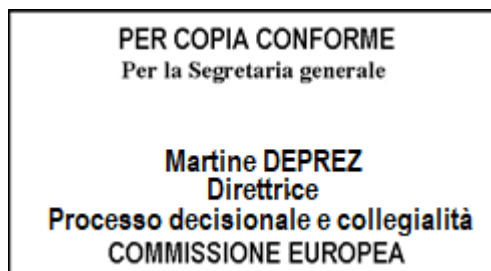 PER COPIA CONFORME
Per la Segretaria generale
Martine DEPREZ
Direttrice
Processo decisionale e collegialità
COMMISSIONE EUROPEA